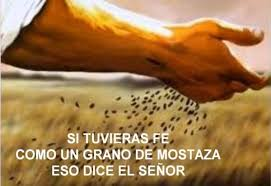 SI TUVIERAS FE
COMO UN GRANO DE MOSTAZA
ESO DICE EL SEÑOR